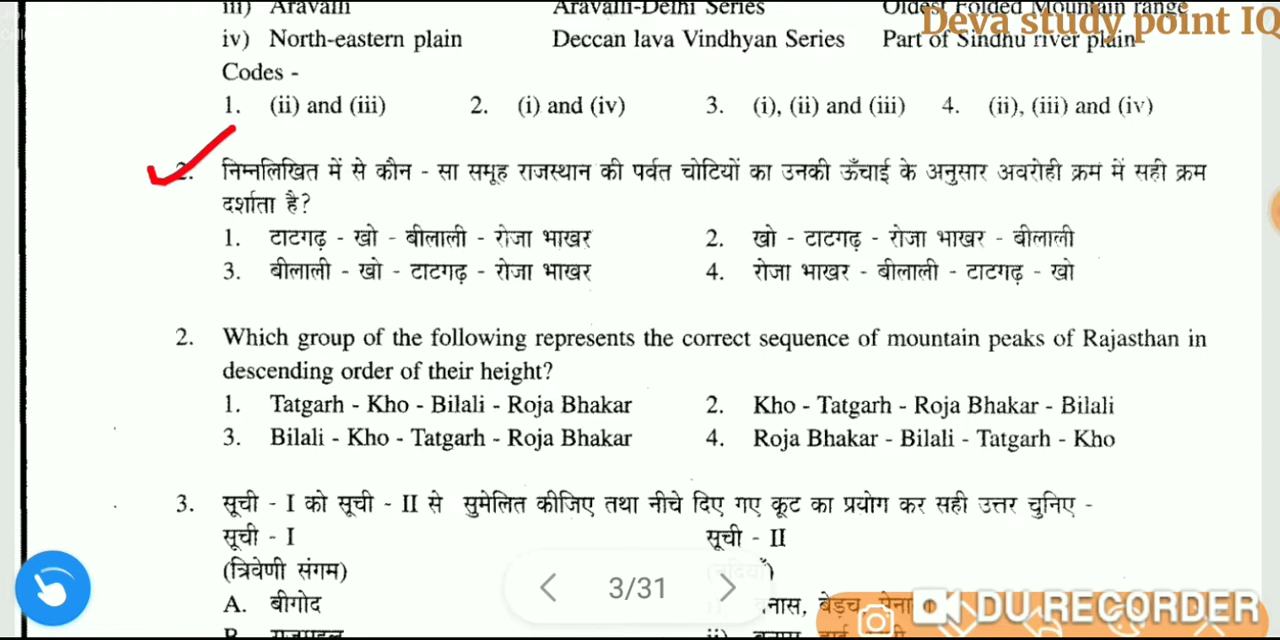 iii) Aravalli Aravalli-Delhi Series Oldest Folded Mountain range
Deva study point IQ
iv) North-eastern plain Deccan lava Vindhyan Series Part of Sindhu river plain
Codes -
1. (ii) and (iii) 2. (i) and (iv) 3. (i), (ii) and (iii) 4. (ii), (iii) and (iv)
2. निम्नलिखित में से कौन - सा समूह राजस्थान की पर्वत चोटियों का उनकी ऊँचाई के अनुसार अवरोही क्रम में सही क्रम
दर्शाता है?
1. टाटगढ़ - खो - बीलाली - रोजा भाखर 2. खो - टाटगढ़ - रोजा भाखर - बीलाली
3. बीलाली - खो - टाटगढ़ - रोजा भाखर 4. रोजा भाखर - बीलाली - टाटगढ़ - खो
2. Which group of the following represents the correct sequence of mountain peaks of Rajasthan in
descending order of their height?
1. Tatgarh - Kho - Bilali - Roja Bhakar 2. Kho - Tatgarh - Roja Bhakar - Bilali
3. Bilali - Kho - Tatgarh - Roja Bhakar 4. Roja Bhakar - Bilali - Tatgarh - Kho
3. सूची - I को सूची - II से सुमेलित कीजिए तथा नीचे दिए गए कूट का प्रयोग कर सही उत्तर चुनिए -
सूची - I सूची - II
(त्रिवेणी संगम)
3/31
A. बीगोद बेड़च,
DU RECORDER
B.